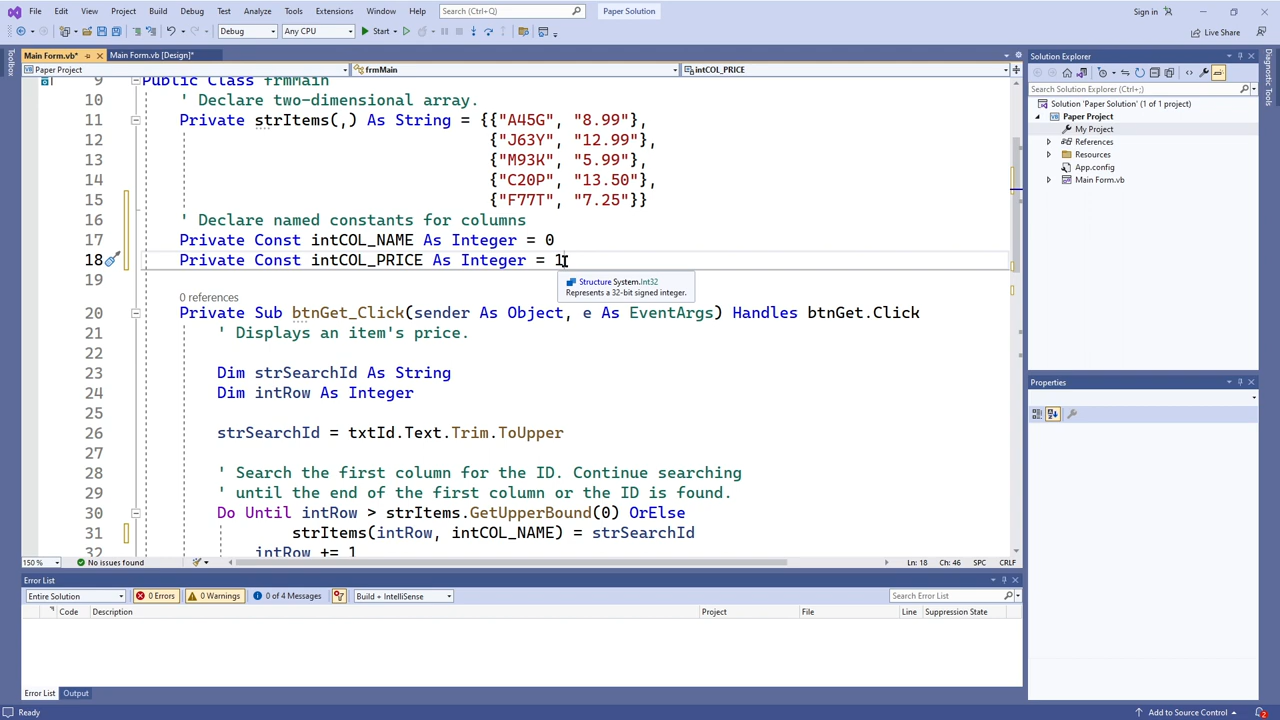 File Edit View Project Build Debug Test Analyze Tools Extensions Window Help Search (Ctrl+Q) Paper Solution Sign in
Debug Any CPU Start Live Share
Main Form.vb* Main Form.vb [Design]*
Toolbox
Paper Project frmMain intCOL_PRICE
9 Public Class frmMain
10 ' Declare two-dimensional array.
11 Private strItems(,) As String = {{"A45G", "8.99"},
12 {"J63Y", "12.99"},
13 {"M93K", "5.99"},
14 {"C20P", "13.50"},
15 {"F77T", "7.25"}}
16 ' Declare named constants for columns
17 Private Const intCOL_NAME As Integer = 0
18 Private Const intCOL_PRICE As Integer = 1
19
Structure System.Int32
Represents a 32-bit signed integer.
0 references
20 Private Sub btnGet_Click(sender As Object, e As EventArgs) Handles btnGet.Click
21 ' Displays an item's price.
22
23 Dim strSearchId As String
24 Dim intRow As Integer
25
26 strSearchId = txtId.Text.Trim.ToUpper
27
28 ' Search the first column for the ID. Continue searching
29 ' until the end of the first column or the ID is found.
30 Do Until intRow > strItems.GetUpperBound(0) OrElse
31 strItems(intRow, intCOL_NAME) = strSearchId
32 intRow += 1
150 % No issues found Ln: 18 Ch: 46 SPC CRLF
Error List
Entire Solution 0 Errors 0 Warnings 0 of 4 Messages Build + IntelliSense Search Error List
Code Description Project File Line Suppression State
Error List Output
Solution Explorer
Search Solution Explorer (Ctrl+;)
Solution 'Paper Solution' (1 of 1 project)
Paper Project
My Project
References
Resources
App.config
Main Form.vb
Properties
Diagnostic Tools
Ready Add to Source Control 2